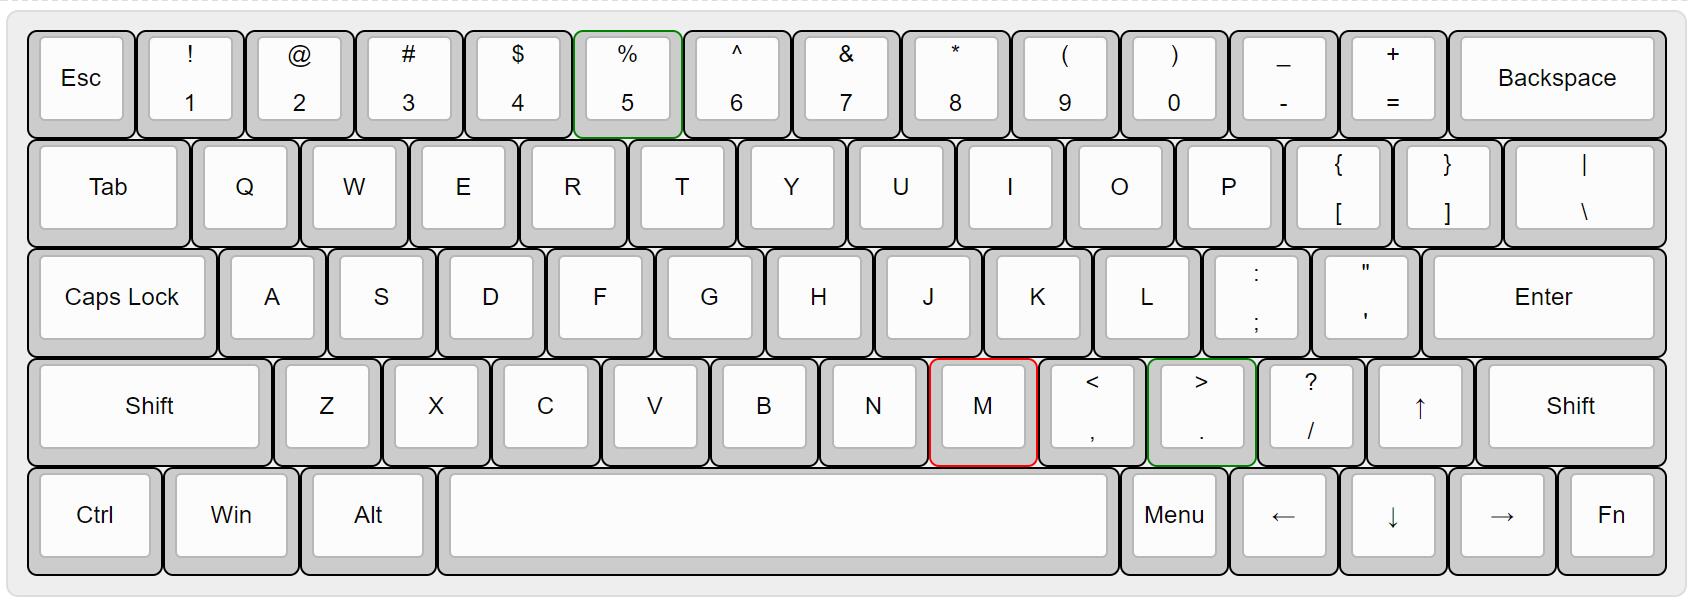 Esc ! 1 @ 2 # 3 $ 4 % 5 ^ 6 & 7 * 8 ( 9 ) 0 _ - + = Backspace
Tab Q W E R T Y U I O P { [ } ] | \
Caps Lock A S D F G H J K L : ; " ' Enter
Shift Z X C V B N M < , > . ? / ↑ Shift
Ctrl Win Alt Menu ← ↓ → Fn